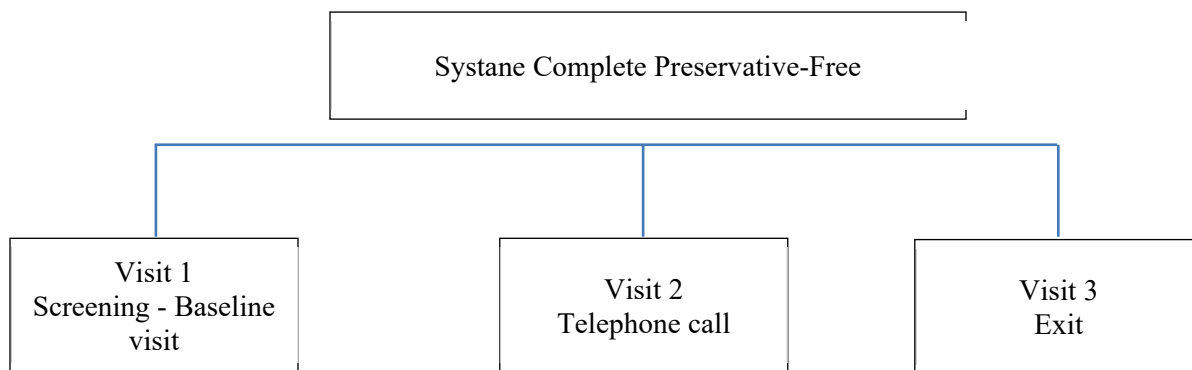 Systane Complete Preservative-Free
Visit 1
Screening - Baseline
visit
Visit 2
Telephone call
Visit 3
Exit